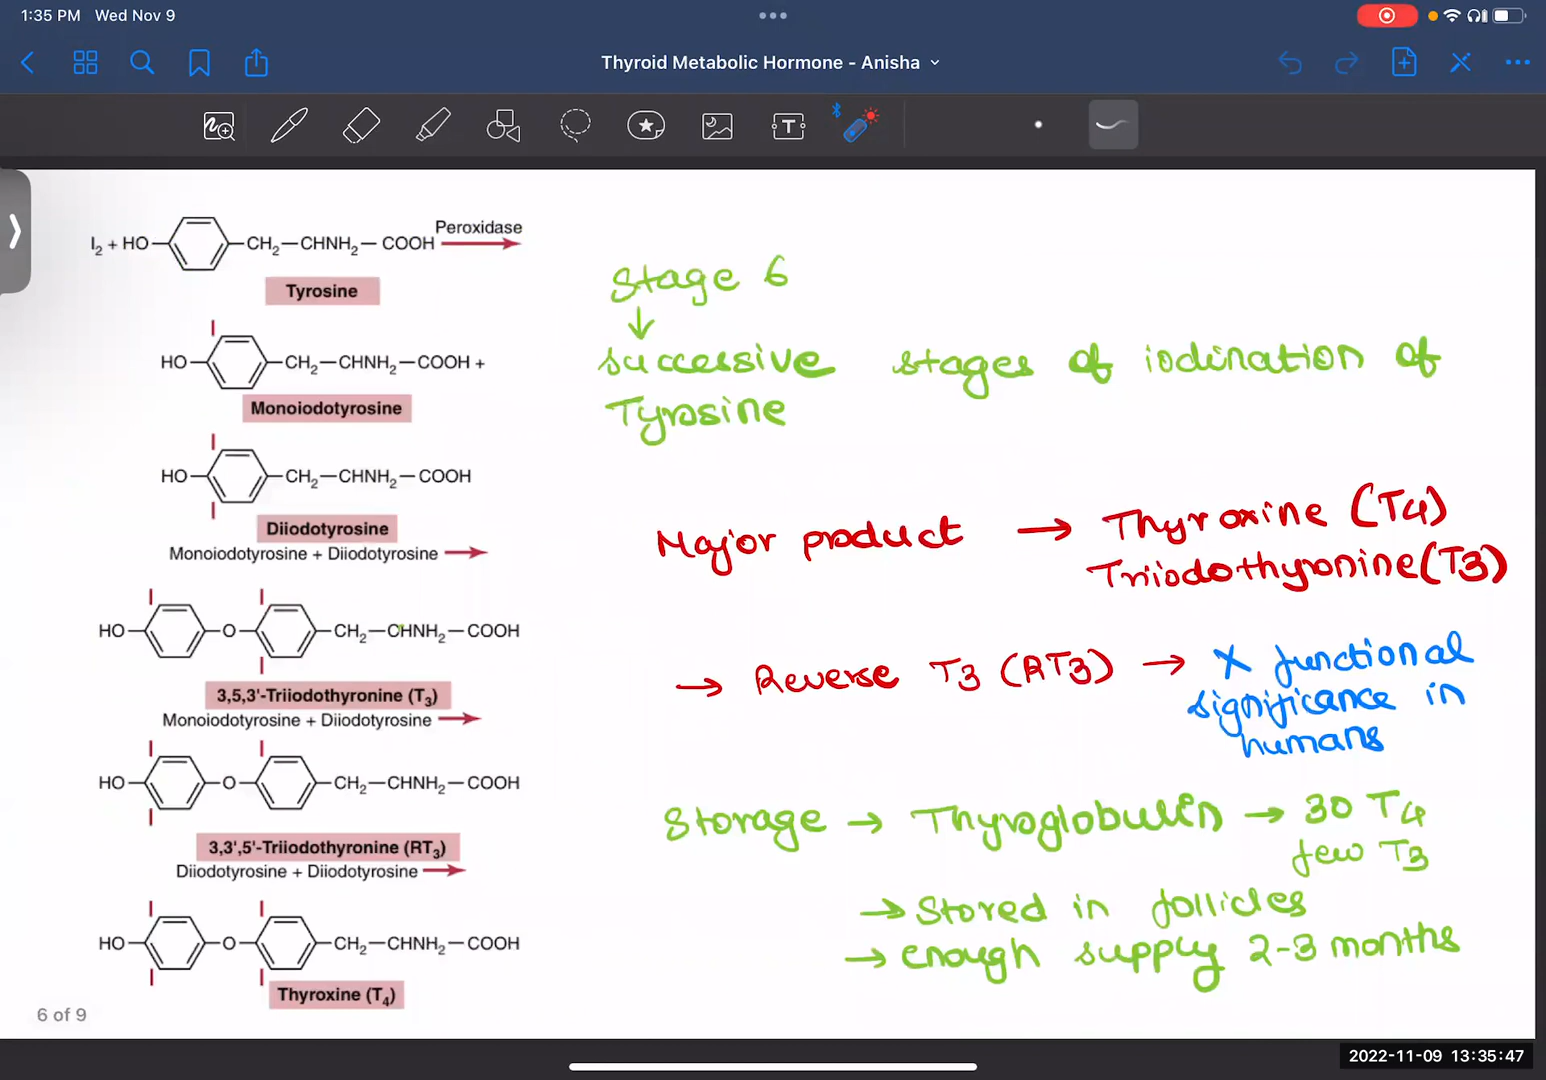 1:35 PM Wed Nov 9
Thyroid Metabolic Hormone - Anisha
I2 + HO CH2—CHNH2—COOH Peroxidase
Tyrosine
I
HO CH2—CHNH2—COOH +
Monoiodotyrosine
I
HO CH2—CHNH2—COOH
I
Diiodotyrosine
Monoiodotyrosine + Diiodotyrosine →
I I
HO O CH2—CHNH2—COOH
I
3,5,3'-Triiodothyronine (T3)
Monoiodotyrosine + Diiodotyrosine →
I I
HO O CH2—CHNH2—COOH
I
3,3',5'-Triiodothyronine (RT3)
Diiodotyrosine + Diiodotyrosine →
I I
HO O CH2—CHNH2—COOH
I I
Thyroxine (T4)
Stage 6
↓
successive stages of iodination of
Tyrosine
Major product → Thyroxine (T4)
Triiodothyronine (T3)
→ Reverse T3 (RT3) → X functional
significance in
humans
Storage → Thyroglobulin → 30 T4
few T3
→ Stored in follicles
→ enough supply 2-3 months
6 of 9
2022-11-09 13:35:47